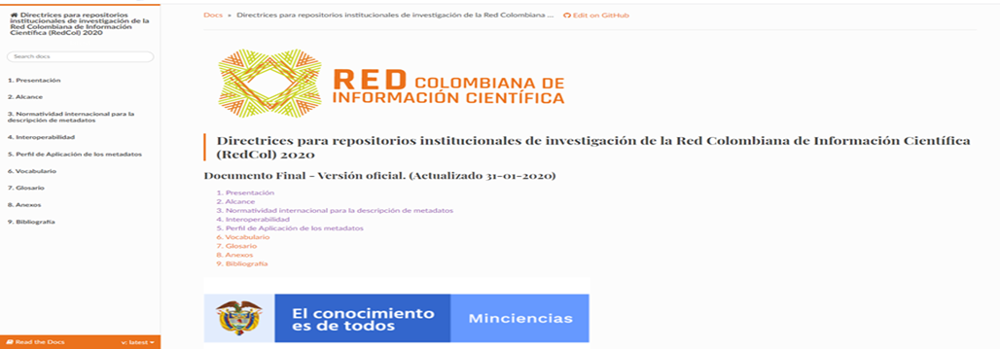 Directrices para repositorios
institucionales de investigación de la
Red Colombiana de Información
Científica (RedCol) 2020
Search docs
1. Presentación
2. Alcance
3. Normatividad internacional para la
descripción de metadatos
4. Interoperabilidad
5. Perfil de Aplicación de los metadatos
6. Vocabulario
7. Glosario
8. Anexos
9. Bibliografía
Read the Docs
v: latest
Docs • Directrices para repositorios institucionales de investigación de la Red Colombiana ... Edit on GitHub
RED COLOMBIANA DE
INFORMACIÓN CIENTÍFICA
Directrices para repositorios institucionales de investigación de la Red Colombiana de Información Científica
(RedCol) 2020
Documento Final - Versión oficial. (Actualizado 31-01-2020)
1. Presentación
2. Alcance
3. Normatividad internacional para la descripción de metadatos
4. Interoperabilidad
5. Perfil de Aplicación de los metadatos
6. Vocabulario
7. Glosario
8. Anexos
9. Bibliografía
El conocimiento
es de todos
Minciencias